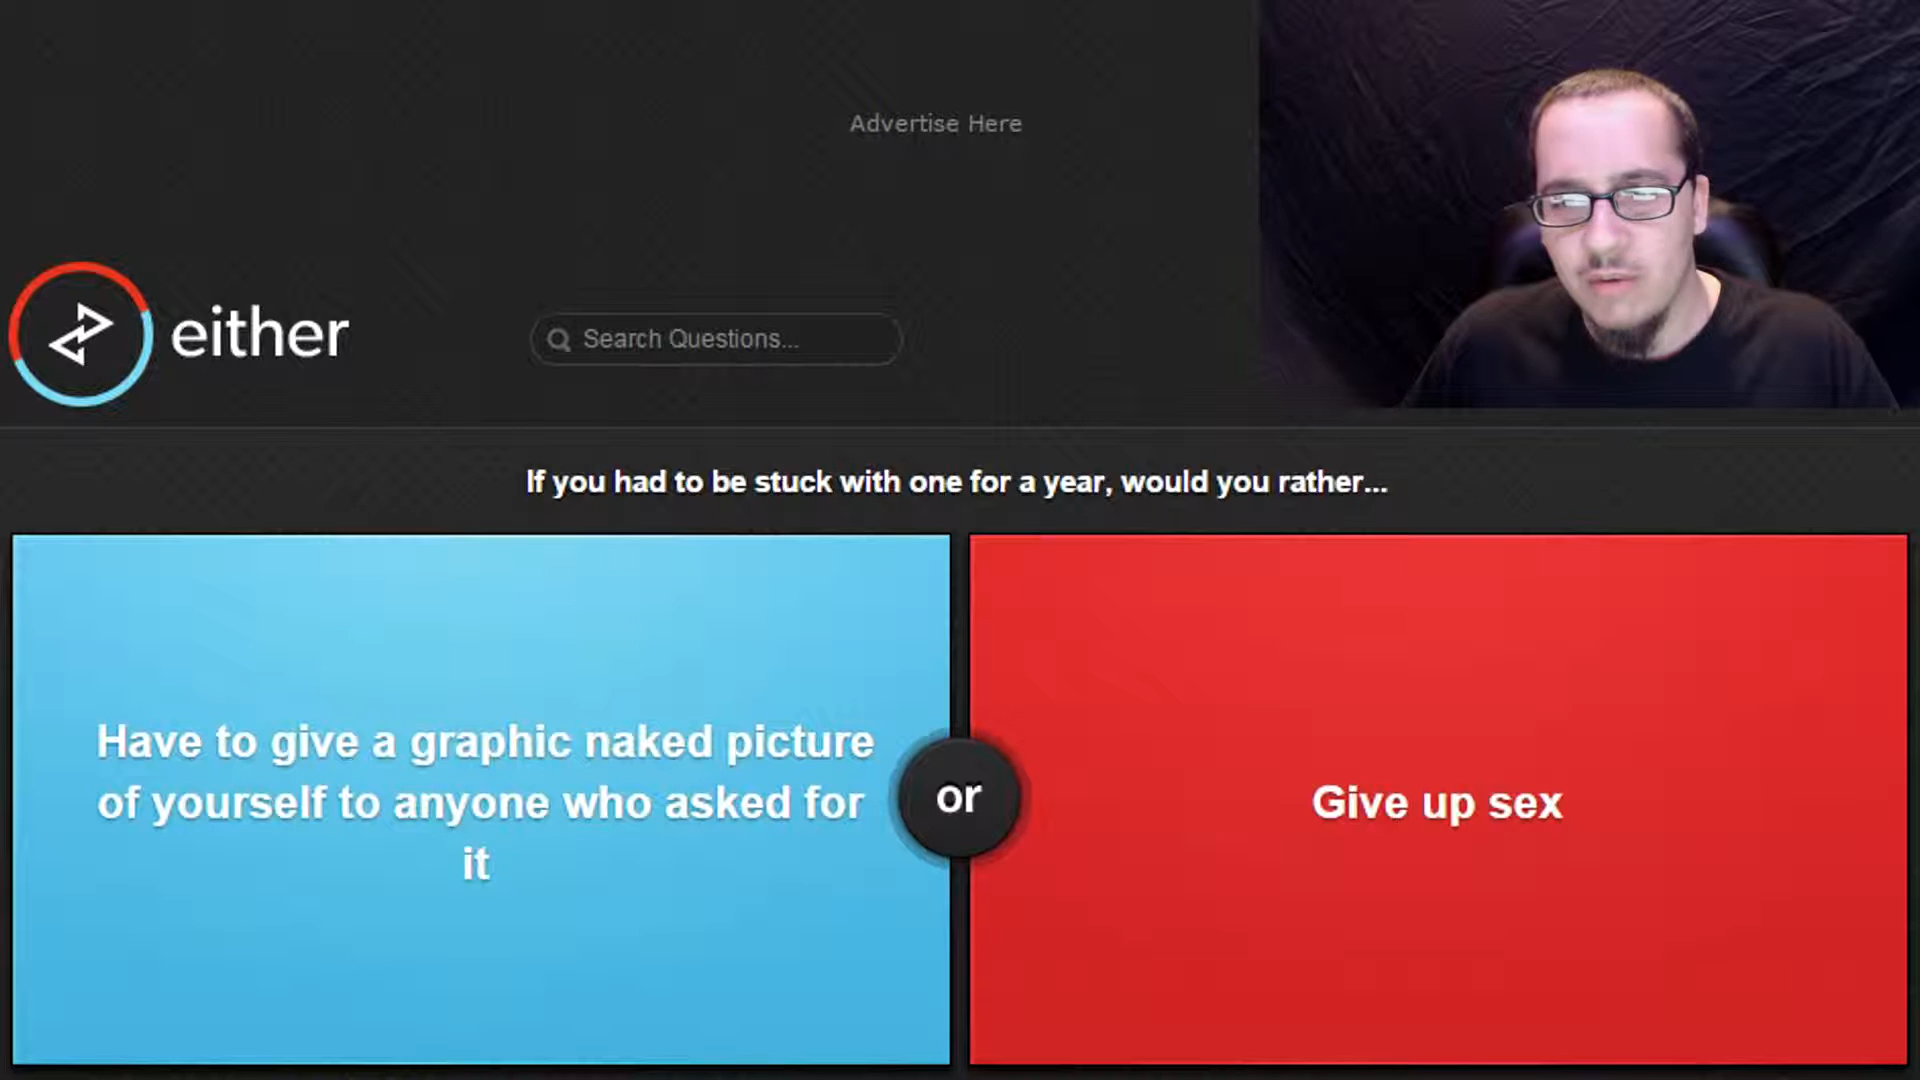 Advertise Here
either
Search Questions...
If you had to be stuck with one for a year, would you rather...
Have to give a graphic naked picture
of yourself to anyone who asked for
it
or
Give up sex